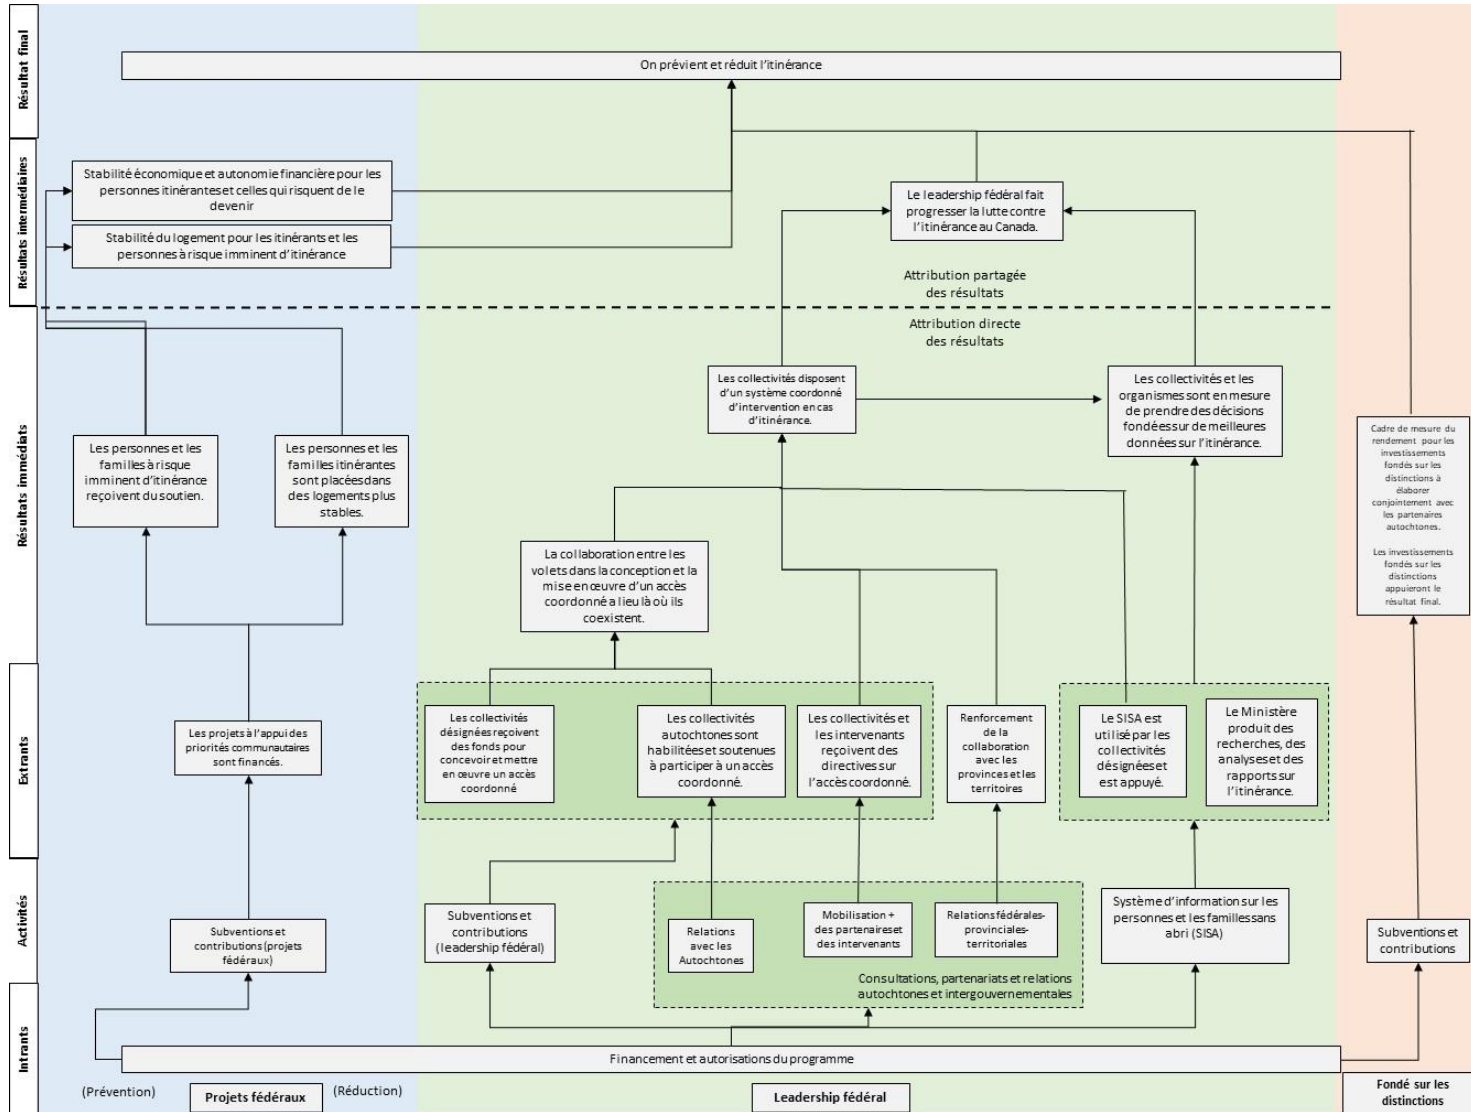 Résultat final
On prévient et réduit l'itinérance
Résultats intermédiaires
Stabilité économique et autonomie financière pour les
personnes itinérantes et celles qui risquent de le
devenir
Stabilité du logement pour les itinérants et les
personnes à risque imminent d'itinérance
Le leadership fédéral fait
progresser la lutte contre
l'itinérance au Canada.
Attribution partagée
des résultats
Attribution directe
des résultats
Résultats immédiats
Les personnes et les
familles à risque
imminent d'itinérance
reçoivent du soutien.
Les personnes et les
familles itinérantes
sont placées dans
des logements plus
stables.
Les collectivités disposent
d'un système coordonné
d'intervention en cas
d'itinérance.
Les collectivités et les
organismes sont en mesure
de prendre des décisions
fondées sur de meilleures
données sur l'itinérance.
Cadre de mesure du
rendement pour les
investissements
fondés sur les
distinctions à
élaborer
conjointement avec
les partenaires
autochtones.
Les investissements
fondés sur les
distinctions
appuieront le
résultat final.
La collaboration entre les
volets dans la conception et la
mise en œuvre d'un accès
coordonné a lieu là où ils
coexistent.
Extrants
Les projets à l'appui des
priorités communautaires
sont financés.
Les collectivités
désignées reçoivent
des fonds pour
concevoir et mettre
en œuvre un accès
coordonné
Les collectivités
autochtones sont
habilitées et soutenues
à participer à un accès
coordonné.
Les collectivités et
les intervenants
reçoivent des
directives sur
l'accès coordonné.
Renforcement
de la
collaboration
avec les
provinces et les
territoires
Le SISA est
utilisé par les
collectivités
désignées et
est appuyé.
Le Ministère
produit des
recherches, des
analyses et des
rapports sur
l'itinérance.
Activités
Subventions et
contributions (projets
fédéraux)
Subventions et
contributions
(leadership fédéral)
Relations
avec les
Autochtones
Mobilisation +
des partenaires et
des intervenants
Relations fédérales-
provinciales-
territoriales
Consultations, partenariats et relations
autochtones et intergouvernementales
Système d'information sur les
personnes et les familles sans
abri (SISA)
Subventions et
contributions
Intrants
Financement et autorisations du programme
(Prévention)
Projets fédéraux
(Réduction)
Leadership fédéral
Fondé sur les
distinctions